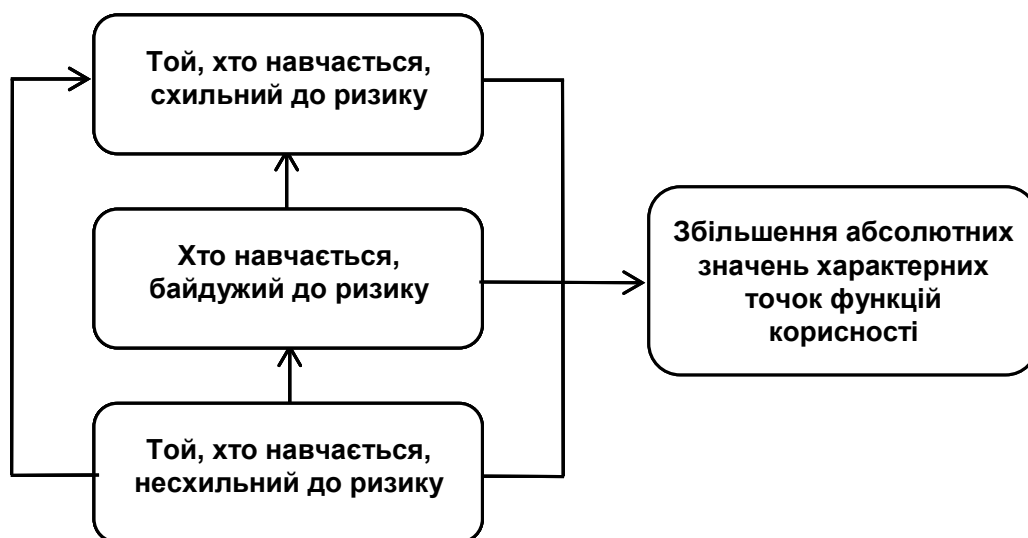 Той, хто навчається,
схильний до ризику
Хто навчається,
байдужий до ризику
Той, хто навчається,
несхильний до ризику
Збільшення абсолютних
значень характерних
точок функцій
корисності